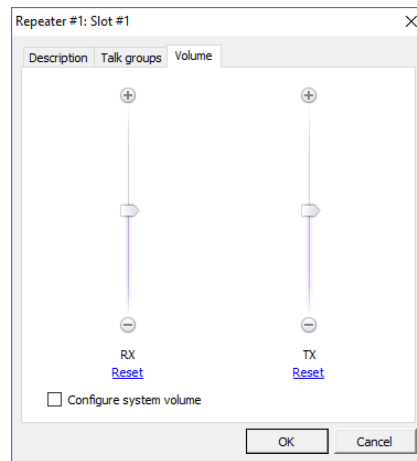 Repeater #1: Slot #1
Description Talk groups Volume
RX TX
Reset Reset
Configure system volume
OK Cancel